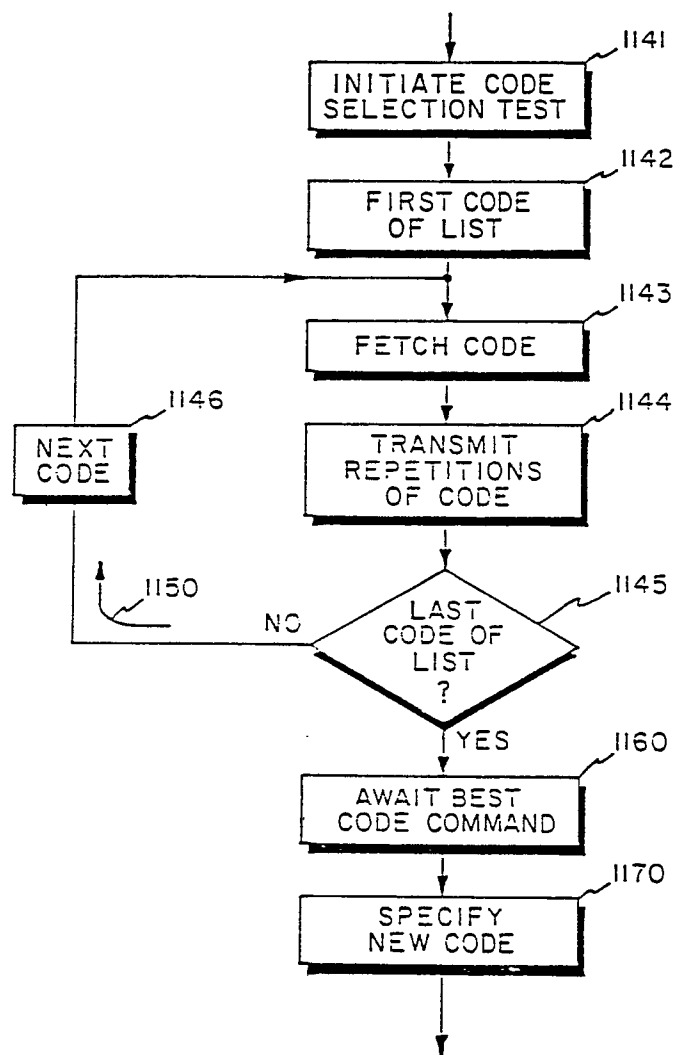 1141
INITIATE CODE
SELECTION TEST
1142
FIRST CODE
OF LIST
1143
FETCH CODE
1146
NEXT
CODE
1144
TRANSMIT
REPETITIONS
OF CODE
1150
NO
1145
LAST
CODE OF
LIST
?
YES
1160
AWAIT BEST
CODE COMMAND
1170
SPECIFY
NEW CODE